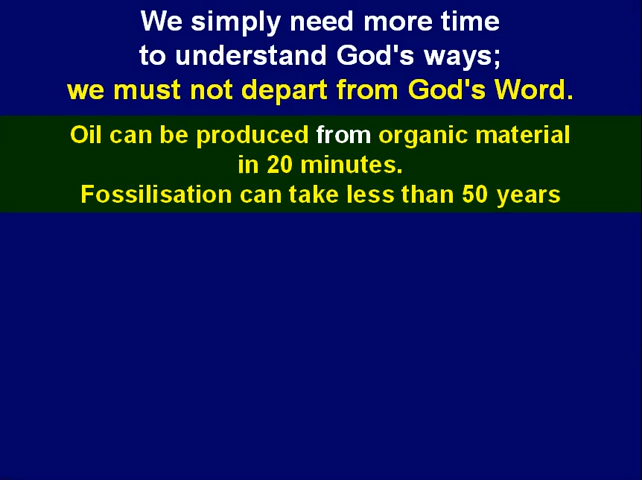 We simply need more time
to understand God's ways;
we must not depart from God's Word.
Oil can be produced from organic material
in 20 minutes.
Fossilisation can take less than 50 years